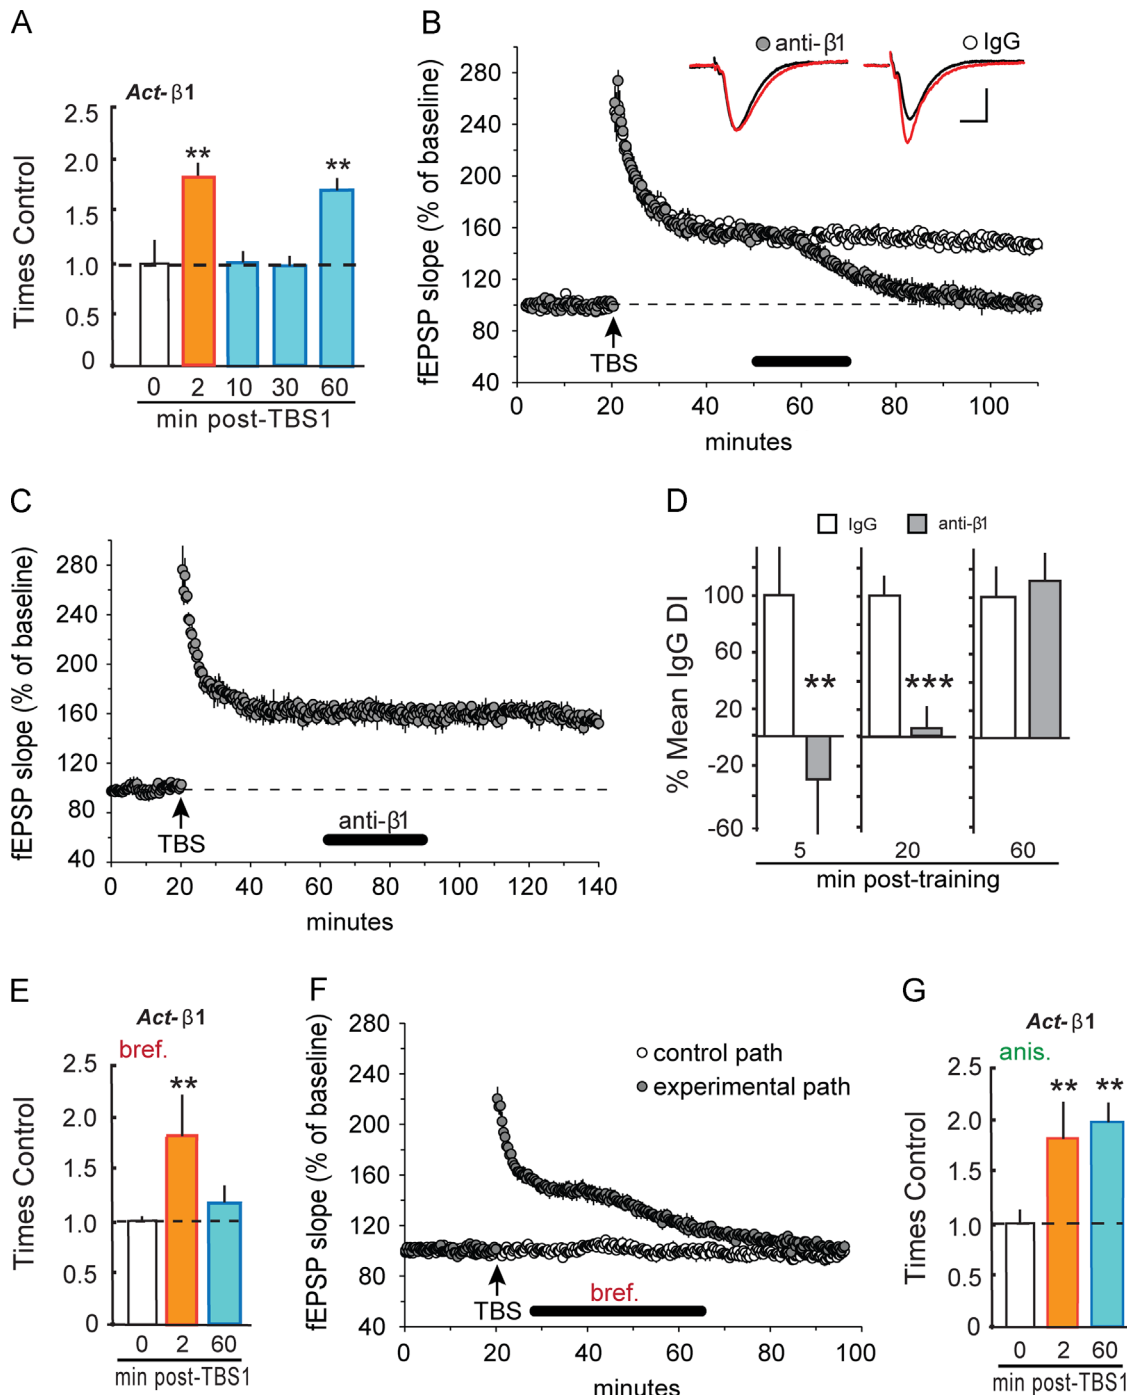 A
Act-β1
Times Control
2.5
2.0
1.5
1.0
0.5
0
**
**
0 2 10 30 60
min post-TBS1
B
anti-β1
IgG
fEPSP slope (% of baseline)
280
240
200
160
120
100
80
40
TBS
0 20 40 60 80 100
minutes
C
fEPSP slope (% of baseline)
280
240
200
160
120
100
80
40
TBS
anti-β1
0 20 40 60 80 100 120 140
minutes
D
IgG
anti-β1
% Mean IgG DI
100
60
20
-20
-60
**
***
5 20 60
min post-training
E
Act-β1
bref.
Times Control
2.5
2.0
1.5
1.0
0.5
0
**
0 2 60
min post-TBS1
F
fEPSP slope (% of baseline)
280
240
200
160
120
100
80
40
control path
experimental path
TBS
bref.
0 20 40 60 80 100
minutes
G
Act-β1
anis.
Times Control
2.5
2.0
1.5
1.0
0.5
0
**
**
0 2 60
min post-TBS1